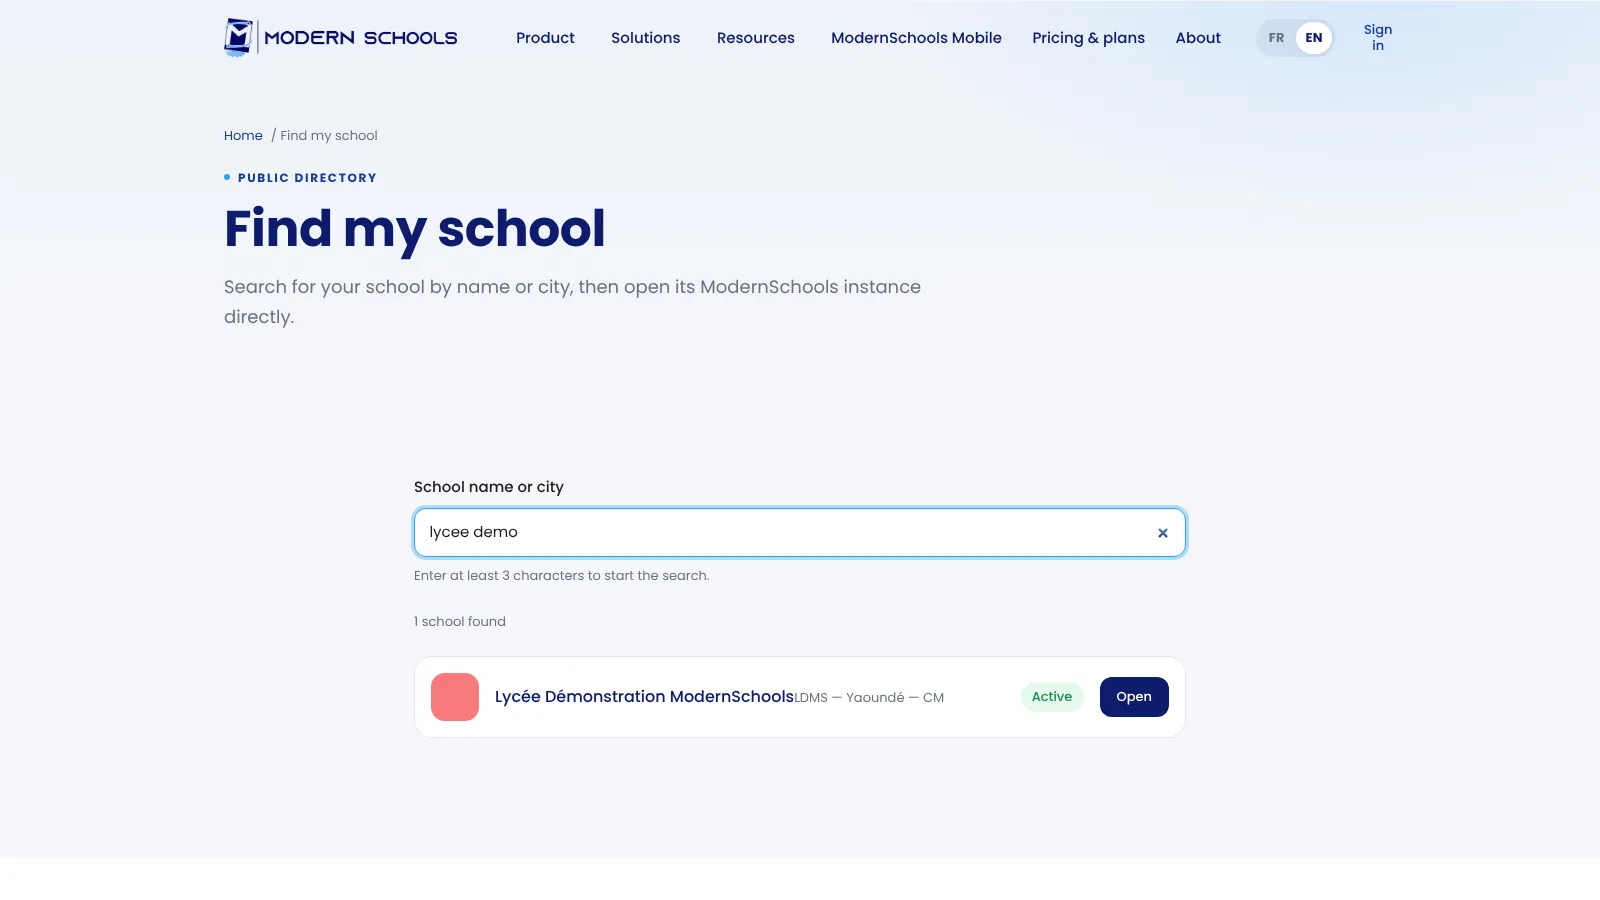 MODERN SCHOOLS
Product Solutions Resources ModernSchools Mobile Pricing & plans About FR EN Sign in
Home / Find my school
PUBLIC DIRECTORY
Find my school
Search for your school by name or city, then open its ModernSchools instance
directly.
School name or city
lycee demo
Enter at least 3 characters to start the search.
1 school found
Lycée Démonstration ModernSchools LDMS — Yaoundé — CM Active Open